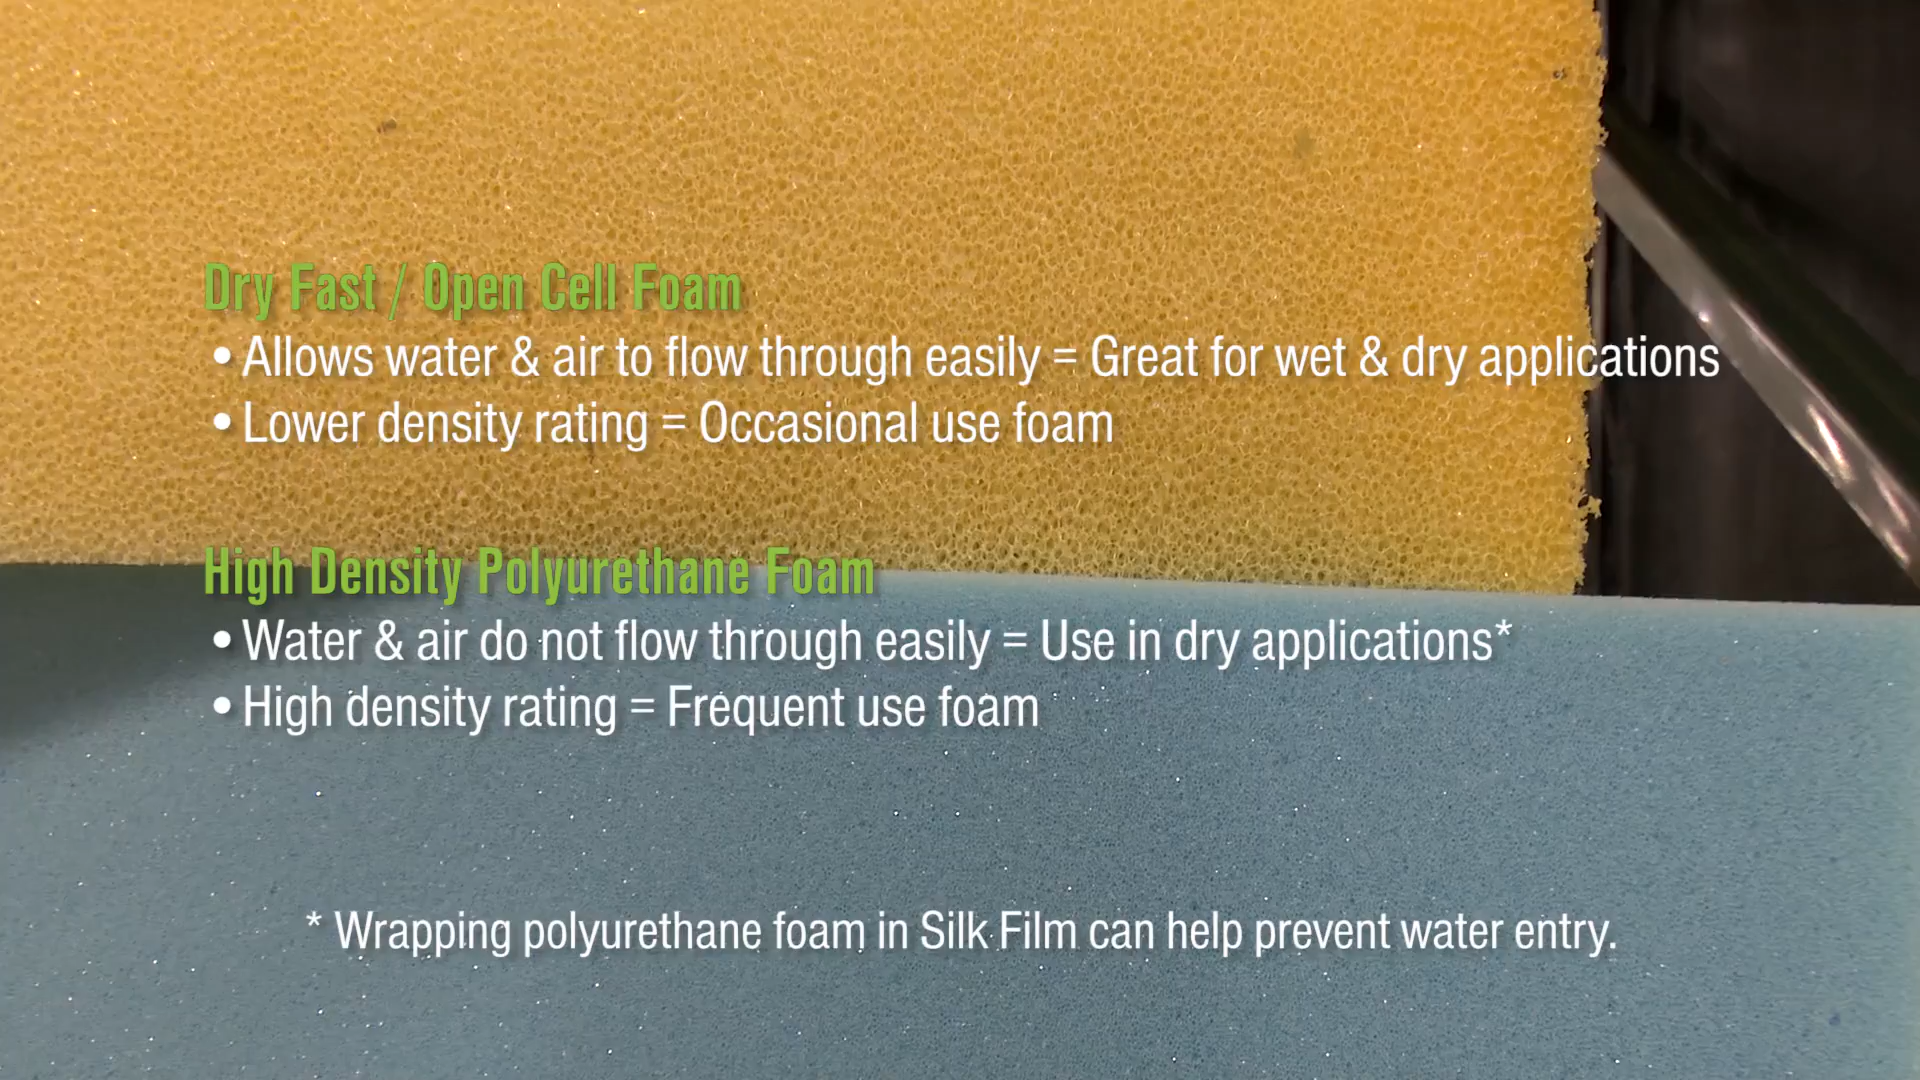 Dry Fast / Open Cell Foam
• Allows water & air to flow through easily = Great for wet & dry applications
• Lower density rating = Occasional use foam
High Density Polyurethane Foam
• Water & air do not flow through easily = Use in dry applications*
• High density rating = Frequent use foam
* Wrapping polyurethane foam in Silk Film can help prevent water entry.